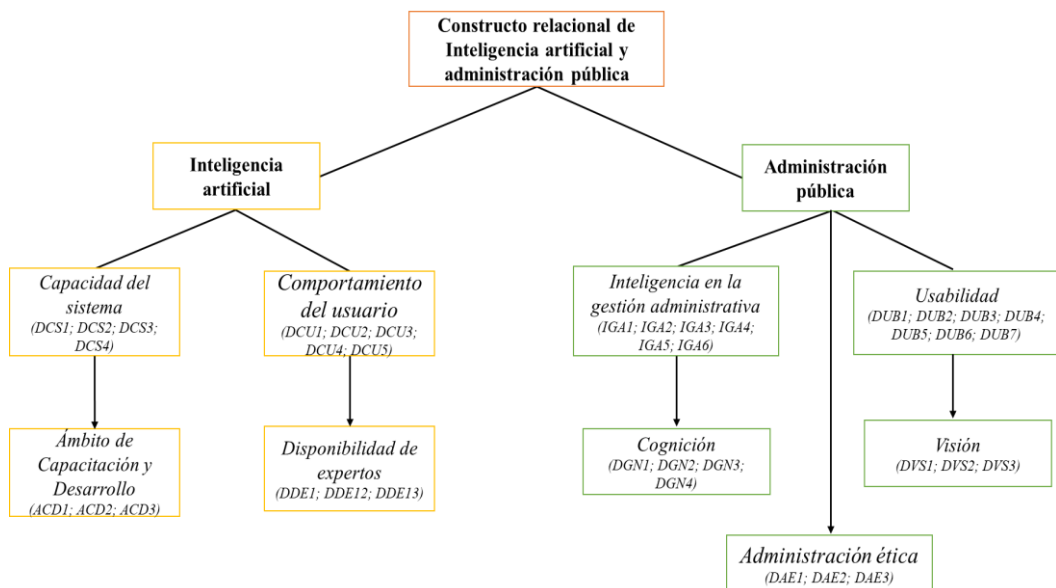 Constructo relacional de
Inteligencia artificial y
administración pública
Inteligencia
artificial
Administración
pública
Capacidad del
sistema
(DCS1; DCS2; DCS3;
DCS4)
Comportamiento
del usuario
(DCU1; DCU2; DCU3;
DCU4; DCU5)
Inteligencia en la
gestión administrativa
(IGA1; IGA2; IGA3; IGA4;
IGA5; IGA6)
Usabilidad
(DUB1; DUB2; DUB3; DUB4;
DUB5; DUB6; DUB7)
Ámbito de
Capacitación y
Desarrollo
(ACD1; ACD2; ACD3)
Disponibilidad de
expertos
(DDE1; DDE12; DDE13)
Cognición
(DGN1; DGN2; DGN3;
DGN4)
Visión
(DVS1; DVS2; DVS3)
Administración ética
(DAE1; DAE2; DAE3)